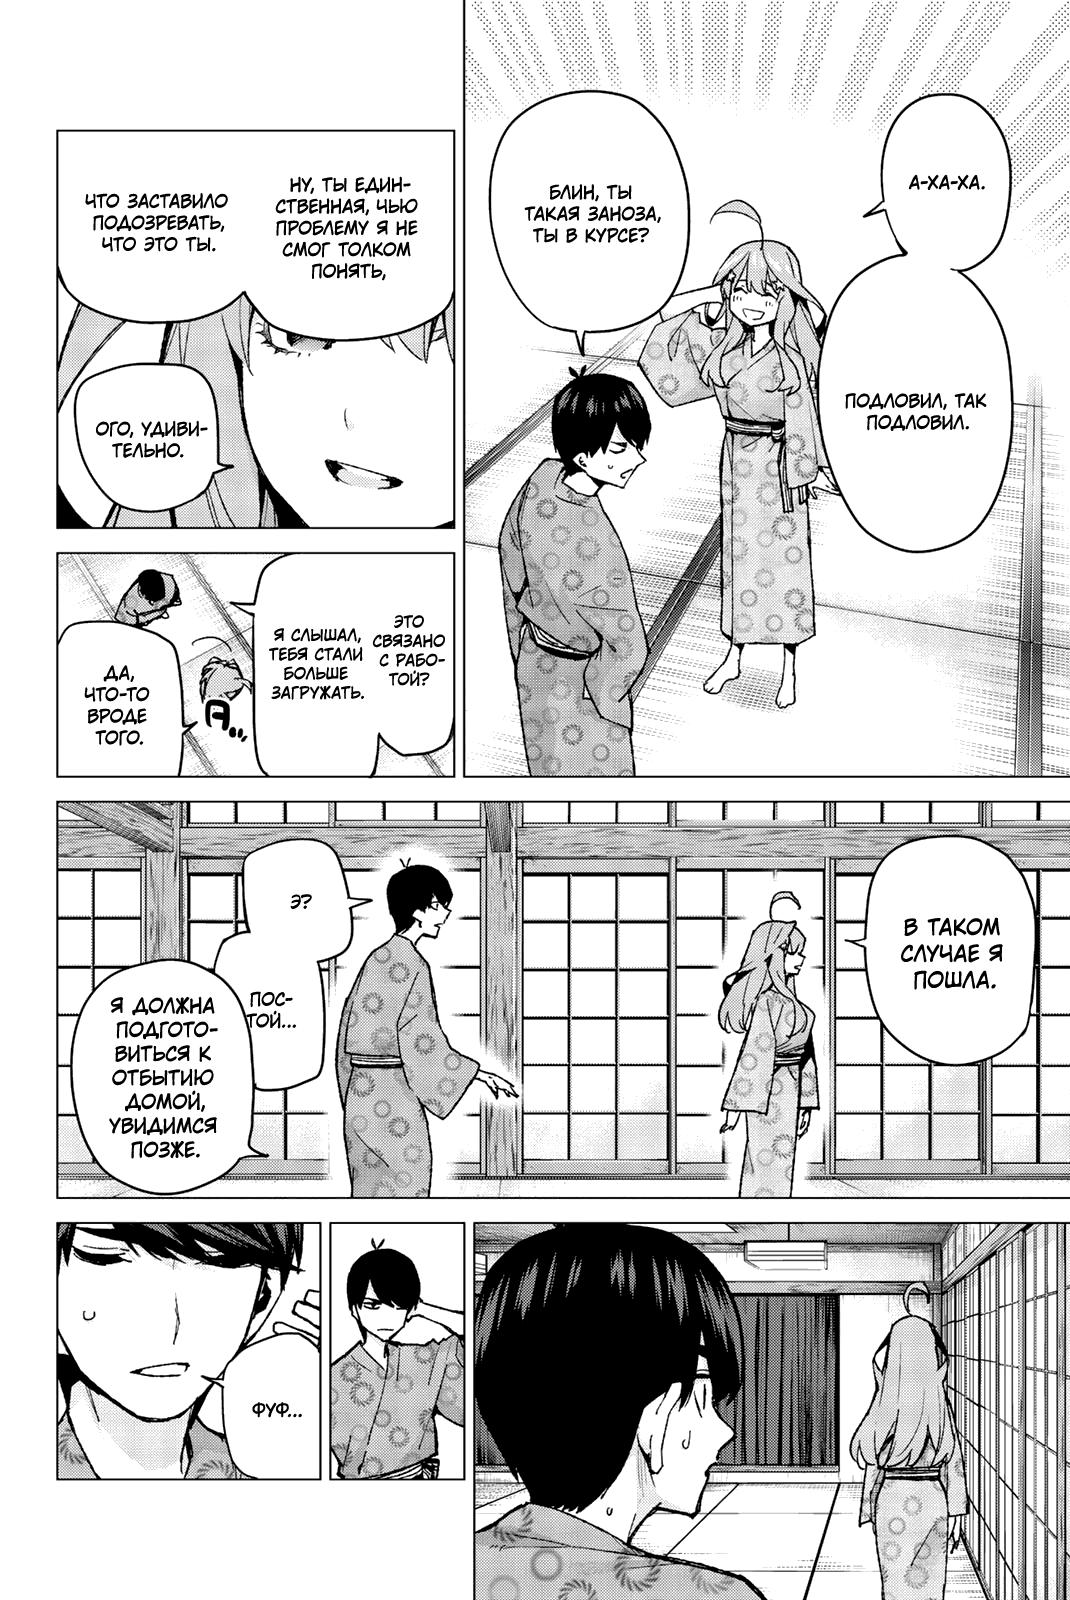 А-ХА-ХА.
ПОДЛОВИЛ, ТАК
ПОДЛОВИЛ.
БЛИН, ТЫ
ТАКАЯ ЗАНОЗА,
ТЫ В КУРСЕ?
НУ, ТЫ ЕДИН-
СТВЕННАЯ, ЧЬЮ
ПРОБЛЕМУ Я НЕ
СМОГ ТОЛКОМ
ПОНЯТЬ,
ЧТО ЗАСТАВИЛО
ПОДОЗРЕВАТЬ,
ЧТО ЭТО ТЫ.
ОГО, УДИВИ-
ТЕЛЬНО.
ЭТО
СВЯЗАНО
С РАБО-
ТОЙ?
Я СЛЫШАЛ,
ТЕБЯ СТАЛИ
БОЛЬШЕ
ЗАГРУЖАТЬ.
А...
ДА,
ЧТО-ТО
ВРОДЕ
ТОГО.
В ТАКОМ
СЛУЧАЕ Я
ПОШЛА.
Э?
ПОС-
ТОЙ...
Я ДОЛЖНА
ПОДГОТО-
ВИТЬСЯ К
ОТБЫТИЮ
ДОМОЙ,
УВИДИМСЯ
ПОЗЖЕ.
ФУФ...